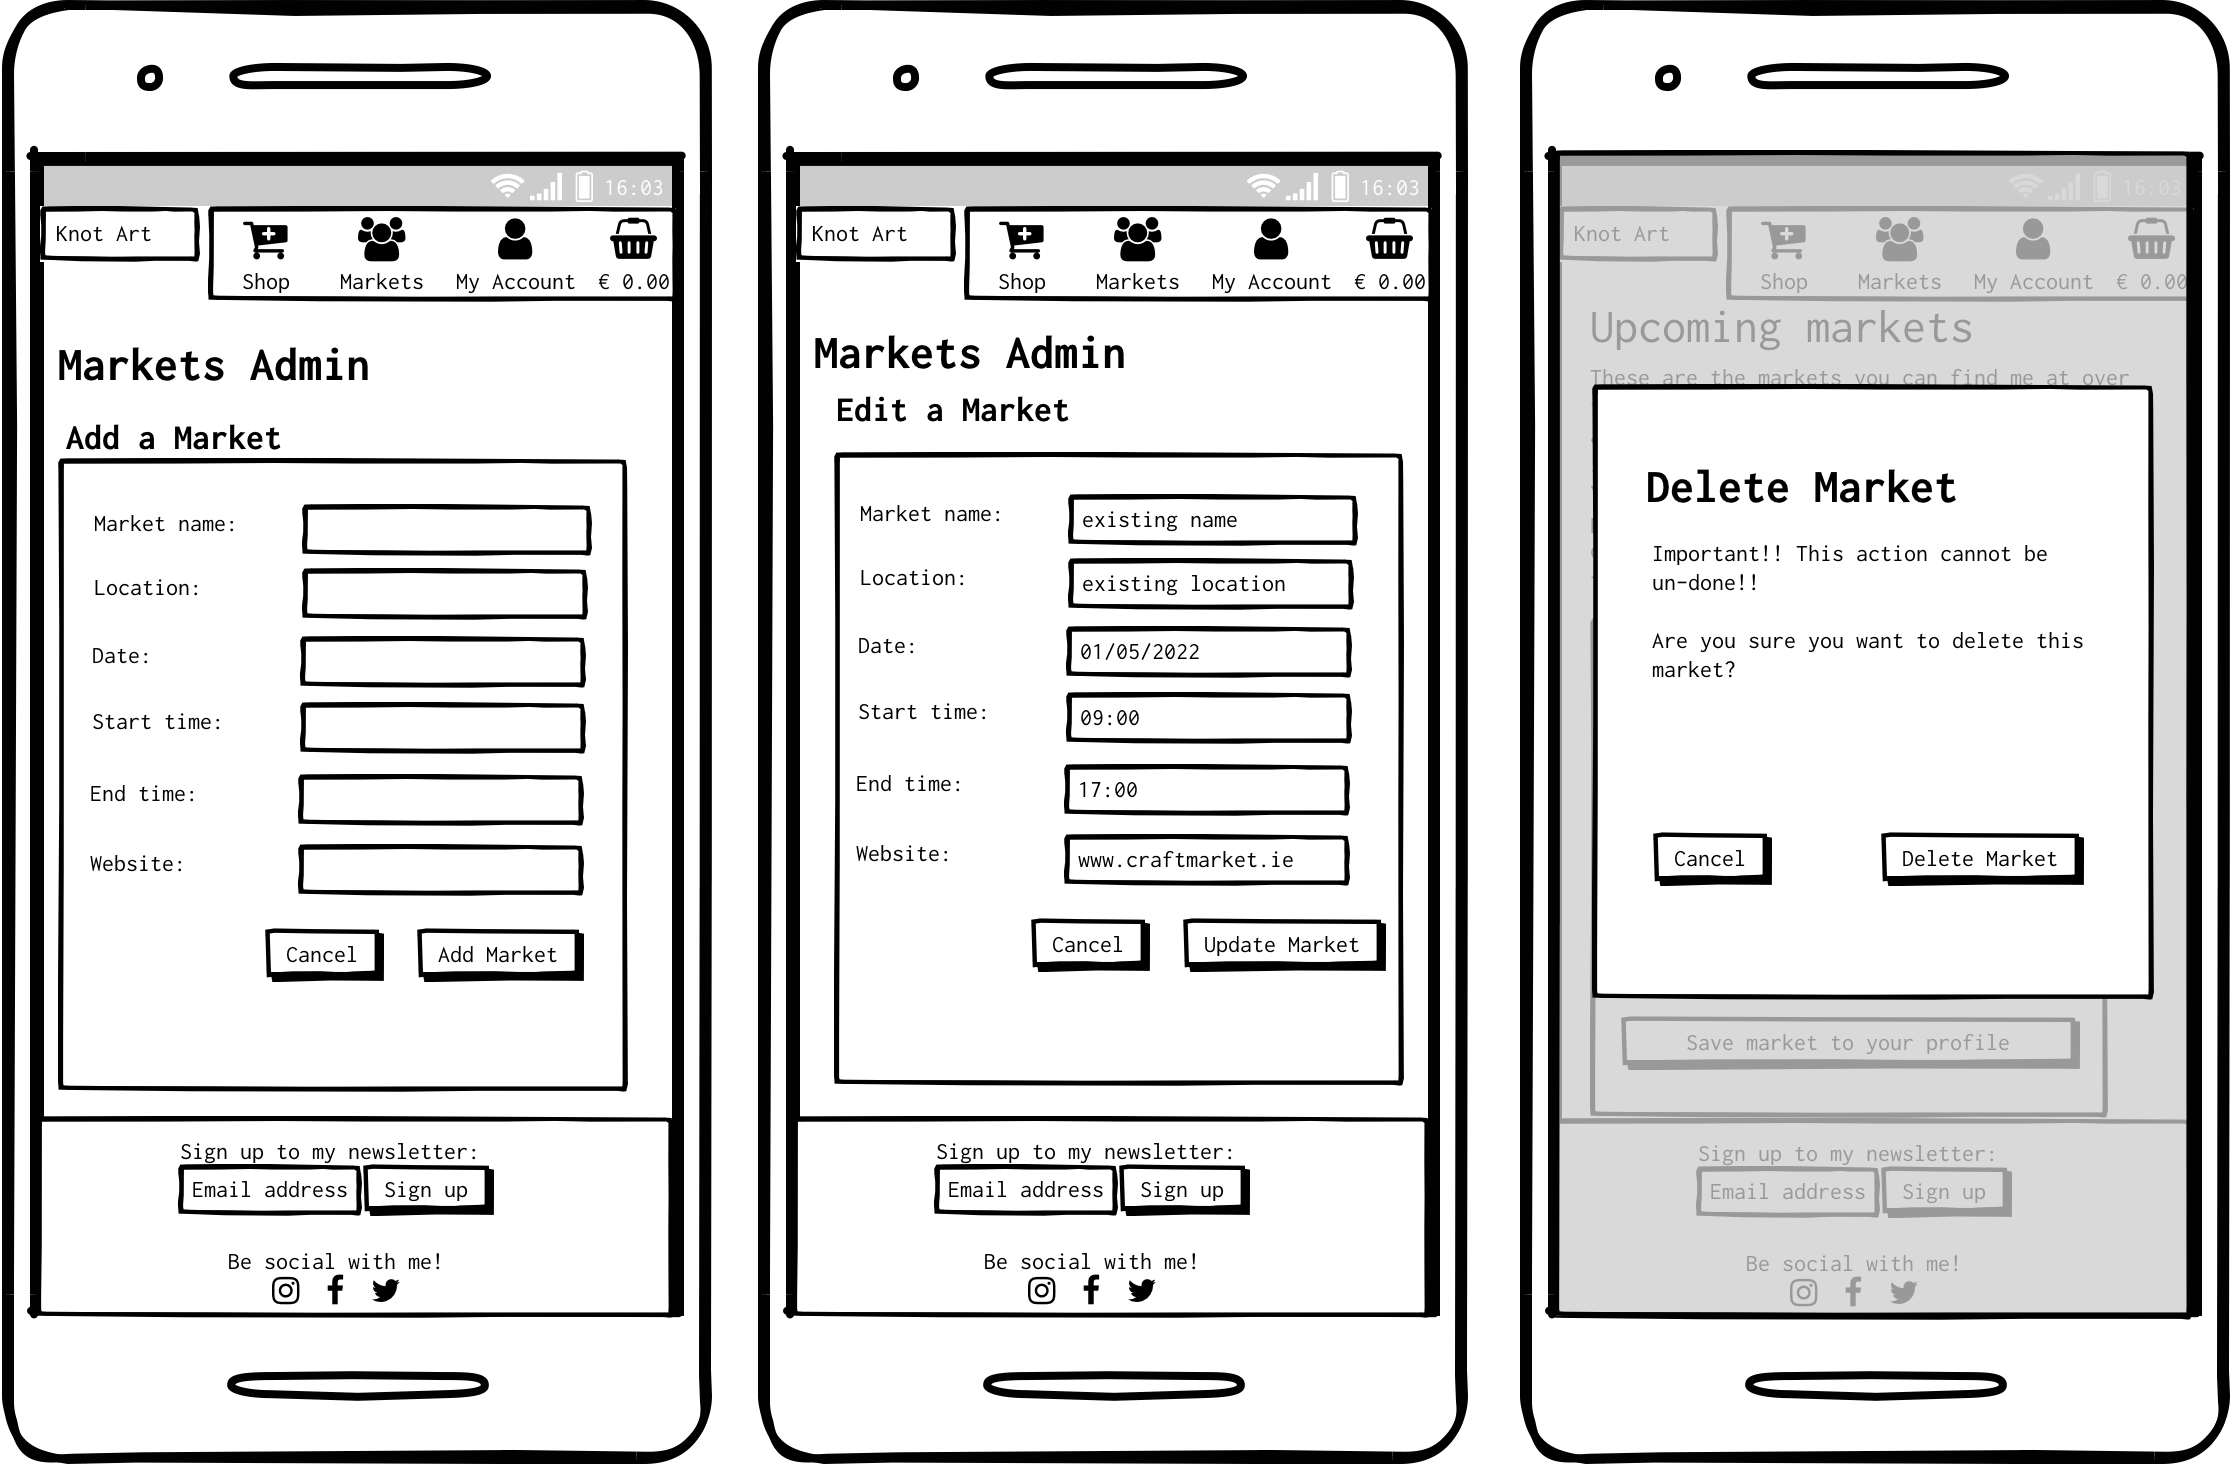 16:03
Knot Art
Shop Markets My Account € 0.00
Markets Admin
Add a Market
Market name:
Location:
Date:
Start time:
End time:
Website:
Cancel Add Market
Sign up to my newsletter:
Email address Sign up
Be social with me!
16:03
Knot Art
Shop Markets My Account € 0.00
Markets Admin
Edit a Market
Market name: existing name
Location: existing location
Date: 01/05/2022
Start time: 09:00
End time: 17:00
Website: www.craftmarket.ie
Cancel Update Market
Sign up to my newsletter:
Email address Sign up
Be social with me!
16:03
Knot Art
Shop Markets My Account € 0.00
Upcoming markets
These are the markets you can find me at over
Delete Market
Important!! This action cannot be
un-done!!
Are you sure you want to delete this
market?
Cancel Delete Market
Save market to your profile
Sign up to my newsletter:
Email address Sign up
Be social with me!